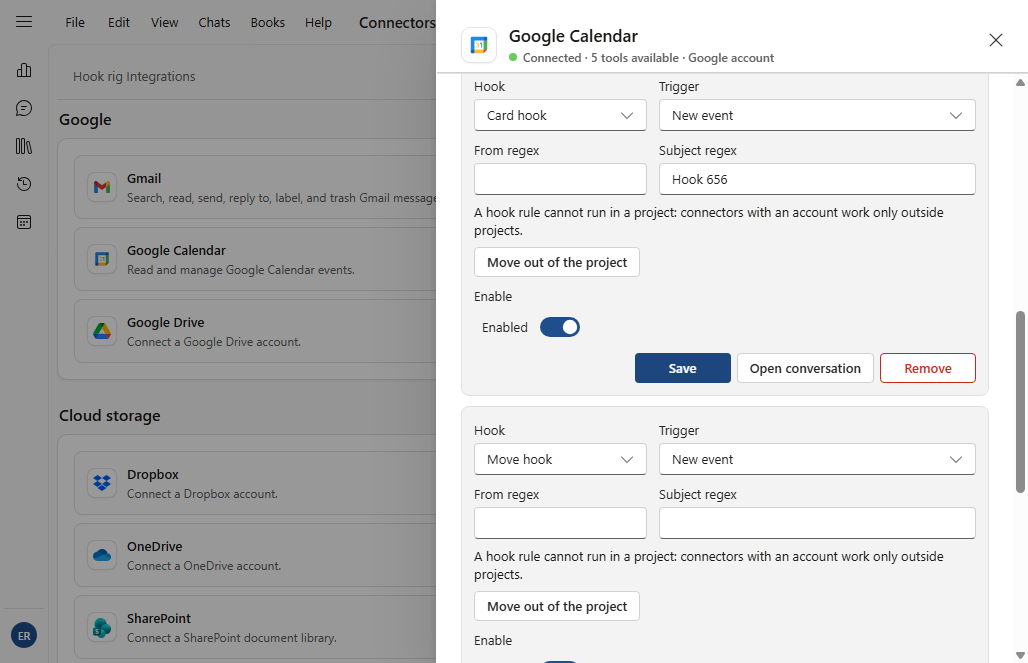 File Edit View Chats Books Help Connectors
Hook rig Integrations
Google
Gmail
Search, read, send, reply to, label, and trash Gmail message
Google Calendar
Read and manage Google Calendar events.
Google Drive
Connect a Google Drive account.
Cloud storage
Dropbox
Connect a Dropbox account.
OneDrive
Connect a OneDrive account.
SharePoint
Connect a SharePoint document library.
ER
Google Calendar
Connected · 5 tools available · Google account
Hook Trigger
Card hook New event
From regex Subject regex
Hook 656
A hook rule cannot run in a project: connectors with an account work only outside
projects.
Move out of the project
Enable
Enabled
Save Open conversation Remove
Hook Trigger
Move hook New event
From regex Subject regex
A hook rule cannot run in a project: connectors with an account work only outside
projects.
Move out of the project
Enable